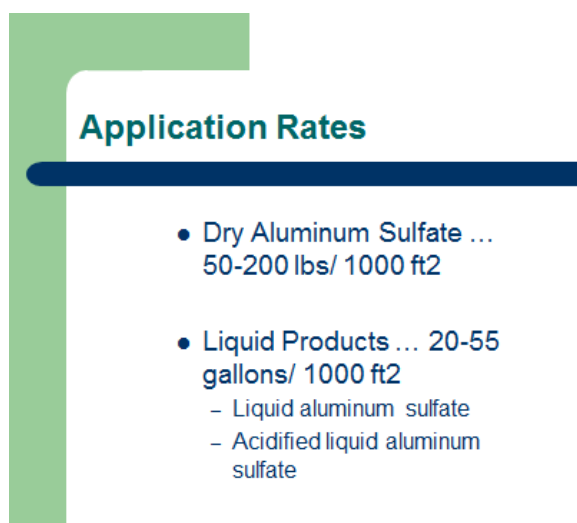 Application Rates
● Dry Aluminum Sulfate …
50-200 lbs/ 1000 ft2
● Liquid Products … 20-55
gallons/ 1000 ft2
– Liquid aluminum sulfate
– Acidified liquid aluminum
sulfate